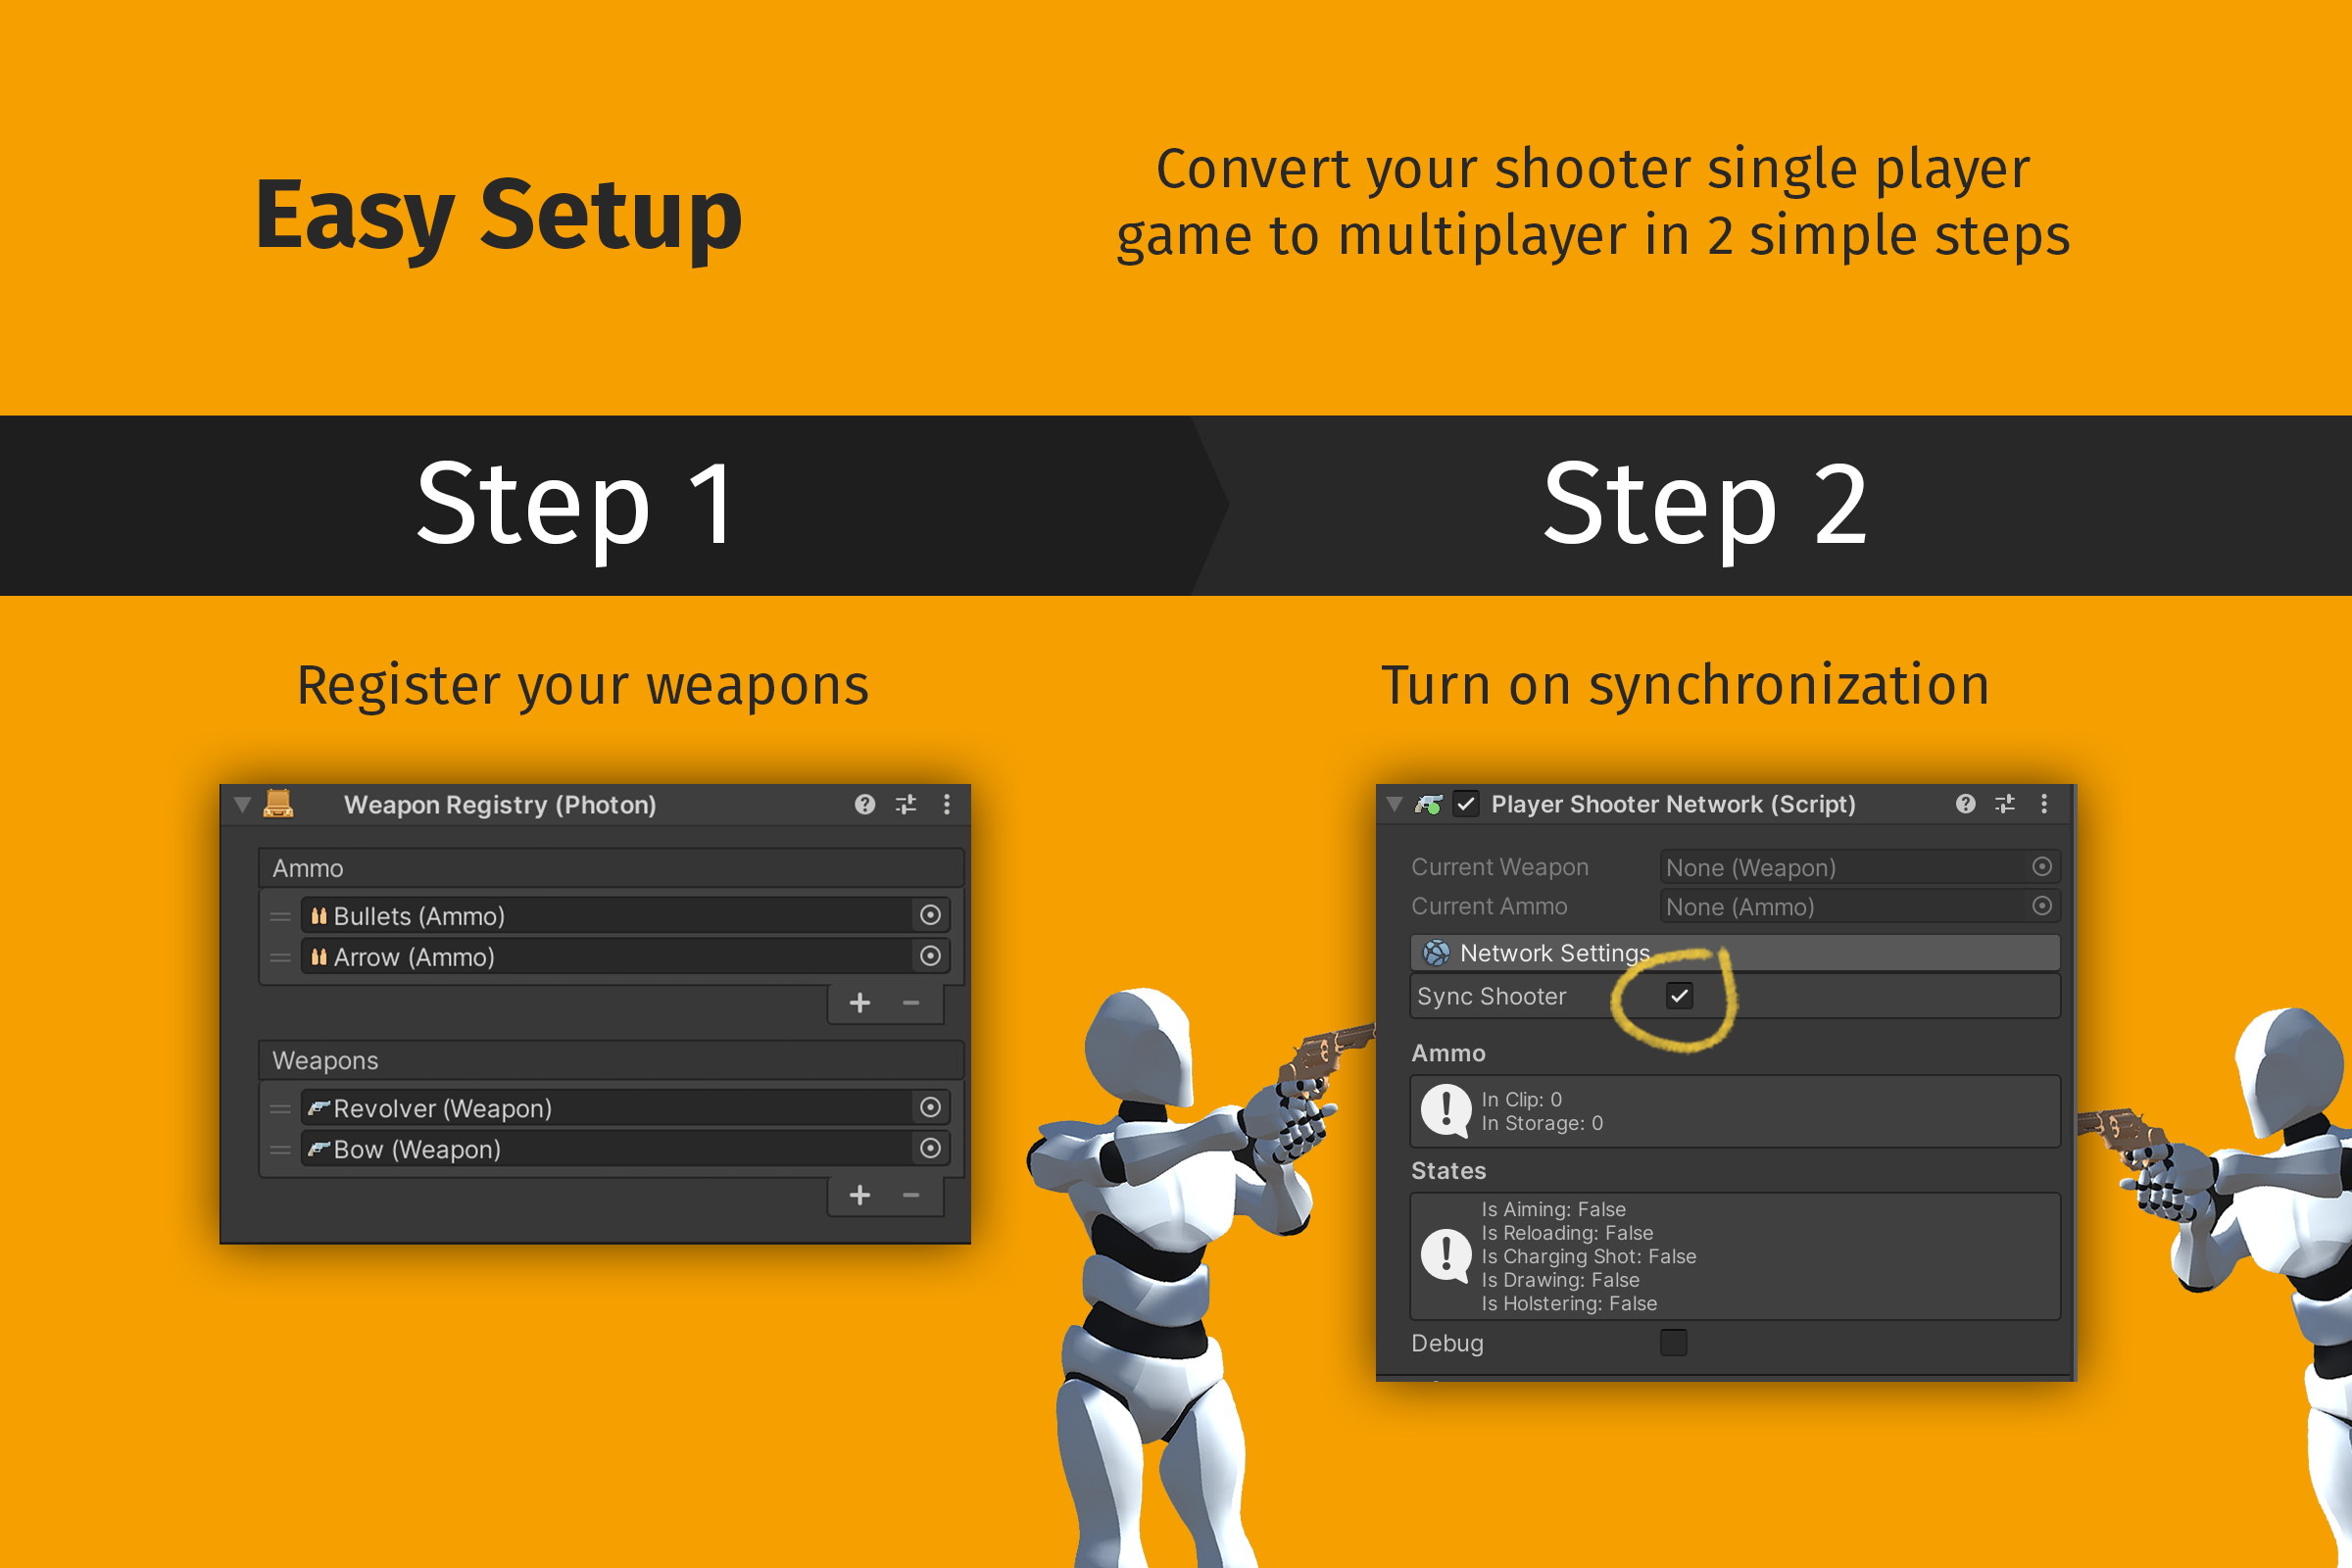 Easy Setup
Convert your shooter single player
game to multiplayer in 2 simple steps
Step 1
Step 2
Register your weapons
Turn on synchronization
Weapon Registry (Photon)
Ammo
Bullets (Ammo)
Arrow (Ammo)
Weapons
Revolver (Weapon)
Bow (Weapon)
Player Shooter Network (Script)
Current Weapon None (Weapon)
Current Ammo None (Ammo)
Network Settings
Sync Shooter
Ammo
In Clip: 0
In Storage: 0
States
Is Aiming: False
Is Reloading: False
Is Charging Shot: False
Is Drawing: False
Is Holstering: False
Debug